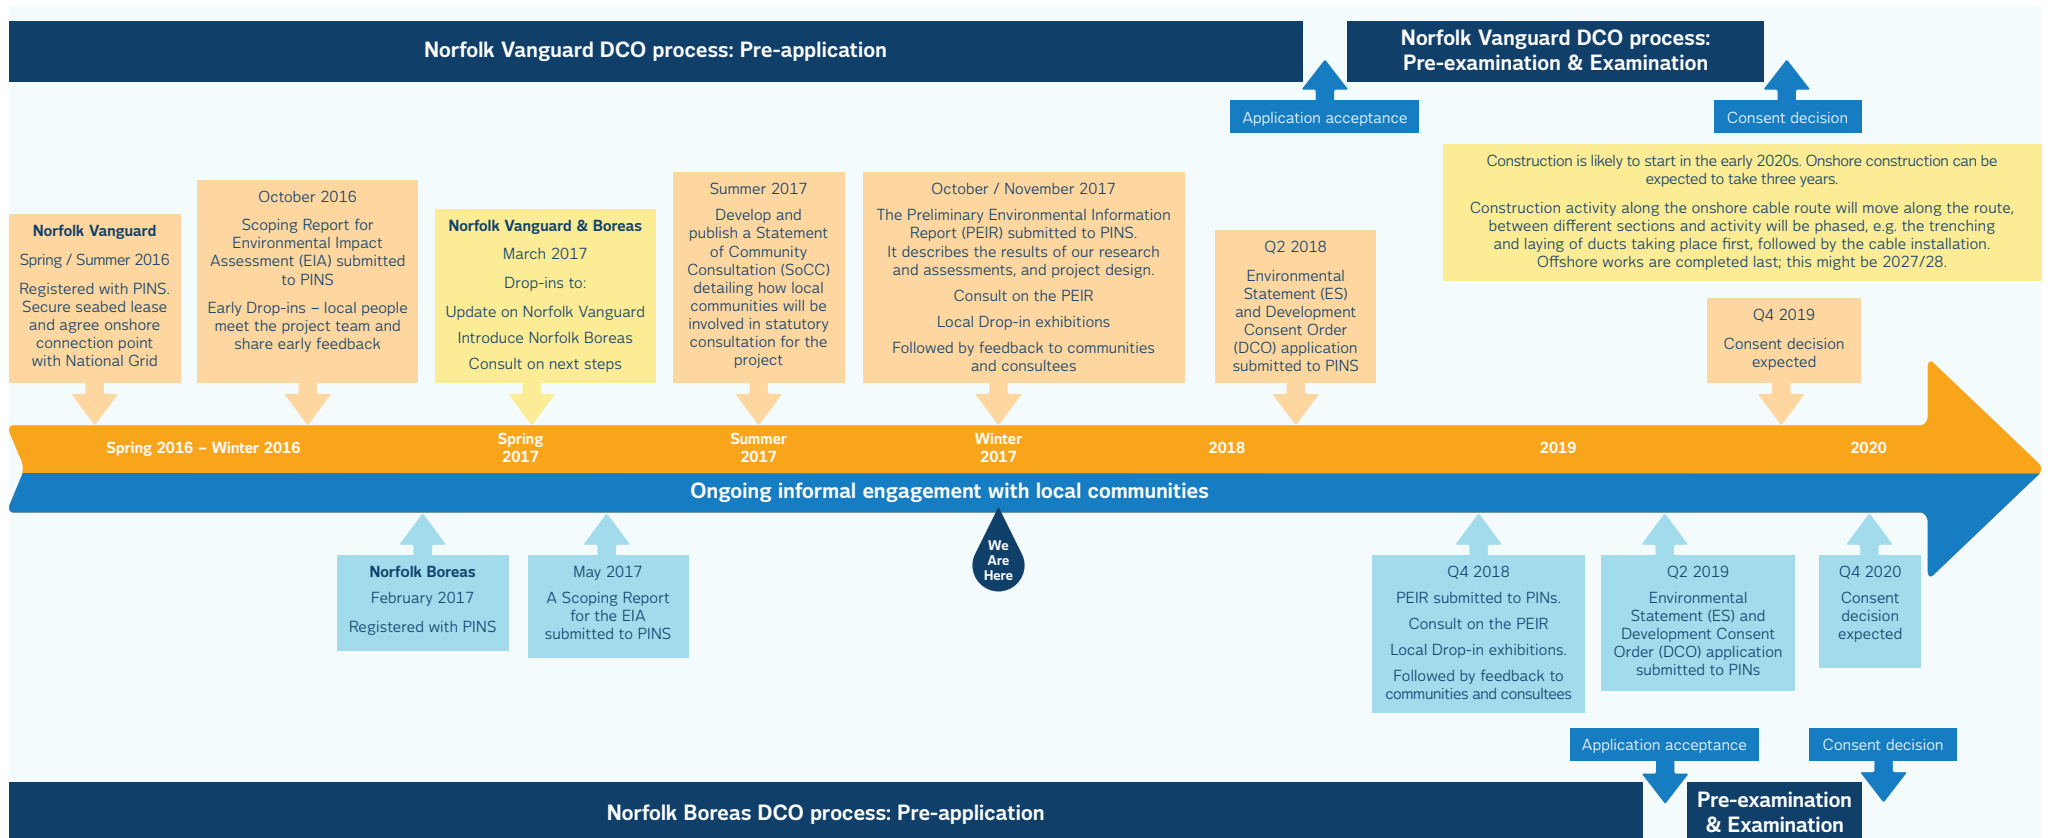 Norfolk Vanguard DCO process: Pre-application
Norfolk Vanguard DCO process:
Pre-examination & Examination
Application acceptance
Consent decision
Construction is likely to start in the early 2020s. Onshore construction can be
expected to take three years.
Construction activity along the onshore cable route will move along the route,
between different sections and activity will be phased, e.g. the trenching
and laying of ducts taking place first, followed by the cable installation.
Offshore works are completed last; this might be 2027/28.
Norfolk Vanguard
Spring / Summer 2016
Registered with PINS.
Secure seabed lease
and agree onshore
connection point
with National Grid
October 2016
Scoping Report for
Environmental Impact
Assessment (EIA) submitted
to PINS
Early Drop-ins – local people
meet the project team and
share early feedback
Norfolk Vanguard & Boreas
March 2017
Drop-ins to:
Update on Norfolk Vanguard
Introduce Norfolk Boreas
Consult on next steps
Summer 2017
Develop and
publish a Statement
of Community
Consultation (SoCC)
detailing how local
communities will be
involved in statutory
consultation for the
project
October / November 2017
The Preliminary Environmental Information
Report (PEIR) submitted to PINS.
It describes the results of our research
and assessments, and project design.
Consult on the PEIR
Local Drop-in exhibitions
Followed by feedback to communities
and consultees
Q2 2018
Environmental
Statement (ES)
and Development
Consent Order
(DCO) application
submitted to PINS
Q4 2019
Consent decision
expected
Spring 2016 – Winter 2016
Spring
2017
Summer
2017
Winter
2017
2018
2019
2020
Ongoing informal engagement with local communities
We
Are
Here
Norfolk Boreas
February 2017
Registered with PINS
May 2017
A Scoping Report
for the EIA
submitted to PINS
Q4 2018
PEIR submitted to PINs.
Consult on the PEIR
Local Drop-in exhibitions.
Followed by feedback to
communities and consultees
Q2 2019
Environmental
Statement (ES) and
Development Consent
Order (DCO) application
submitted to PINs
Q4 2020
Consent
decision
expected
Application acceptance
Consent decision
Norfolk Boreas DCO process: Pre-application
Pre-examination
& Examination